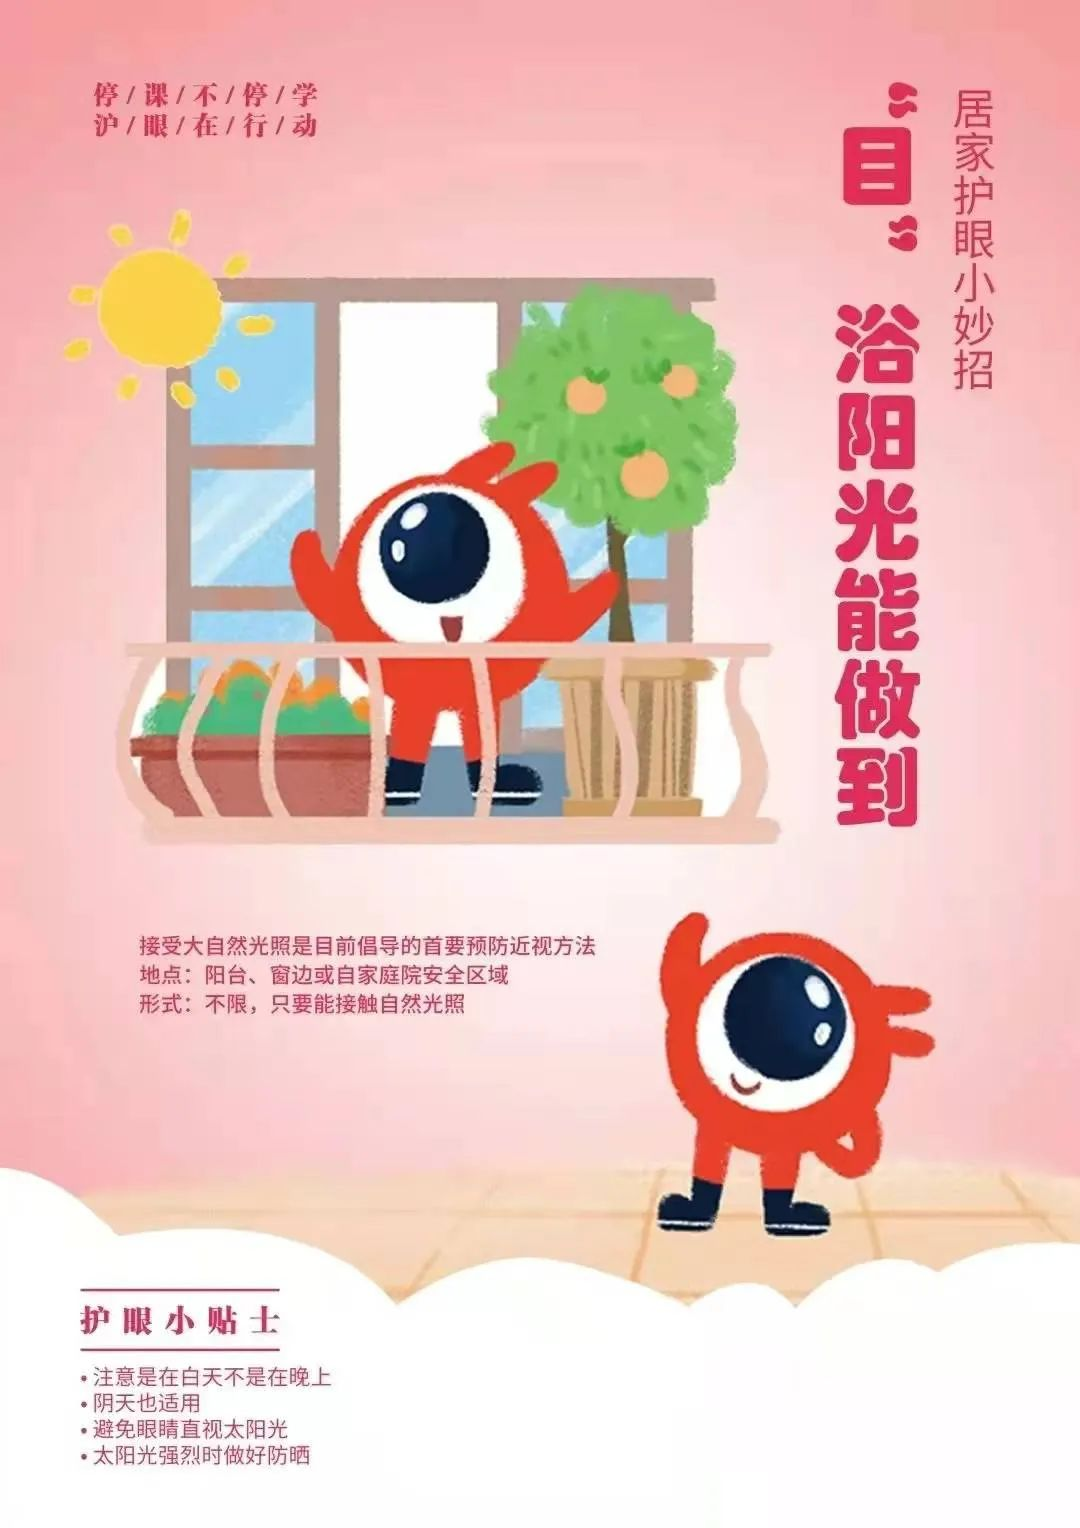 停/课/不/停/学
沪/眼/在/行/动
居家护眼小妙招
“目”浴阳光能做到
接受大自然光照是目前倡导的首要预防近视方法
地点：阳台、窗边或自家庭院安全区域
形式：不限，只要能接触自然光照
护眼小贴士
•注意是在白天不是在晚上
•阴天也适用
•避免眼睛直视太阳光
•太阳光强烈时做好防晒